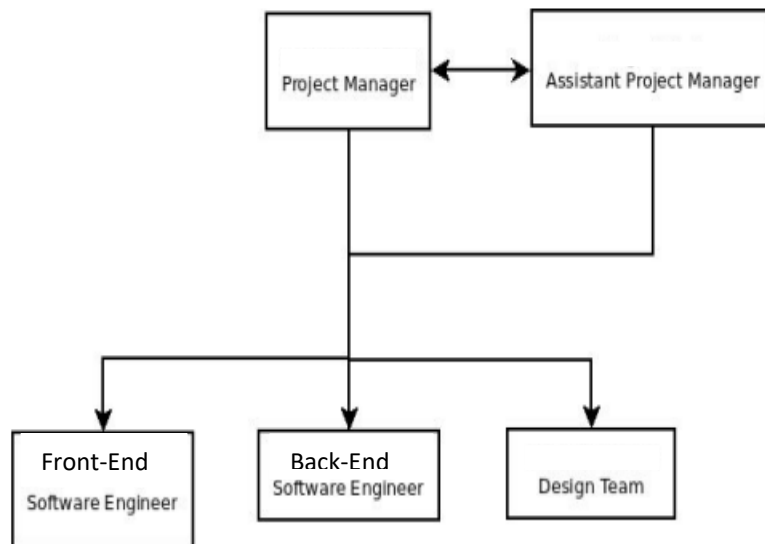 Project Manager
Assistant Project Manager
Front-End
Software Engineer
Back-End
Software Engineer
Design Team